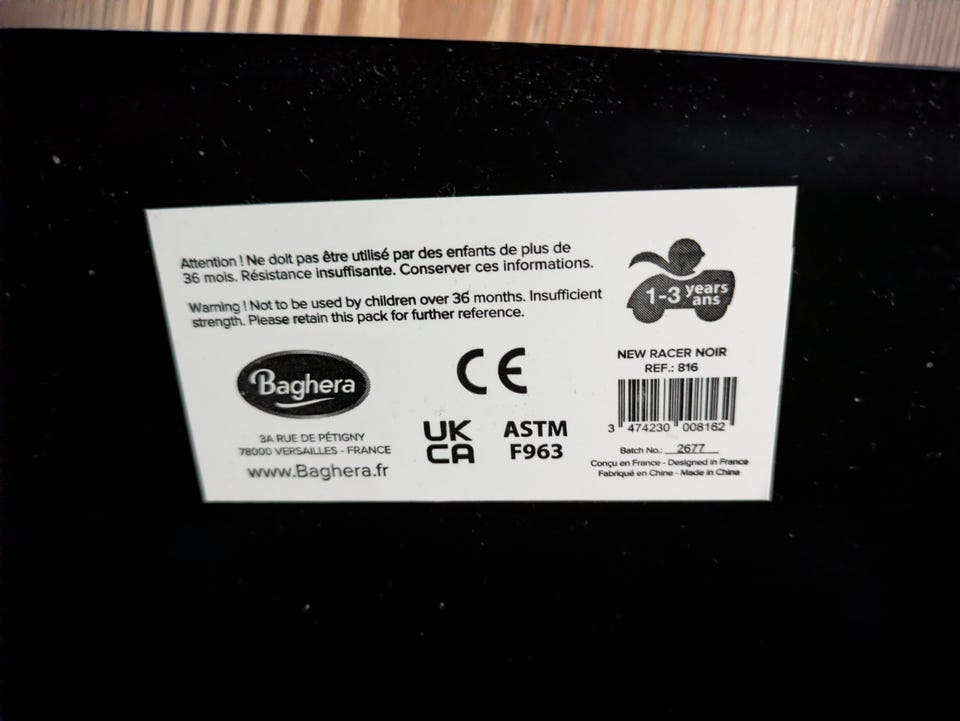 Attention ! Ne doit pas être utilisé par des enfants de plus de
36 mois. Résistance insuffisante. Conserver ces informations.
Warning ! Not to be used by children over 36 months. Insufficient
strength. Please retain this pack for further reference.
1-3 years
ans
Baghera
3A RUE DE PÉTIGNY
78000 VERSAILLES - FRANCE
www.Baghera.fr
CE
UK
CA
ASTM
F963
NEW RACER NOIR
REF.: 816
3 474230 008162
Batch No.: 2677
Conçu en France - Designed in France
Fabriqué en Chine - Made in China